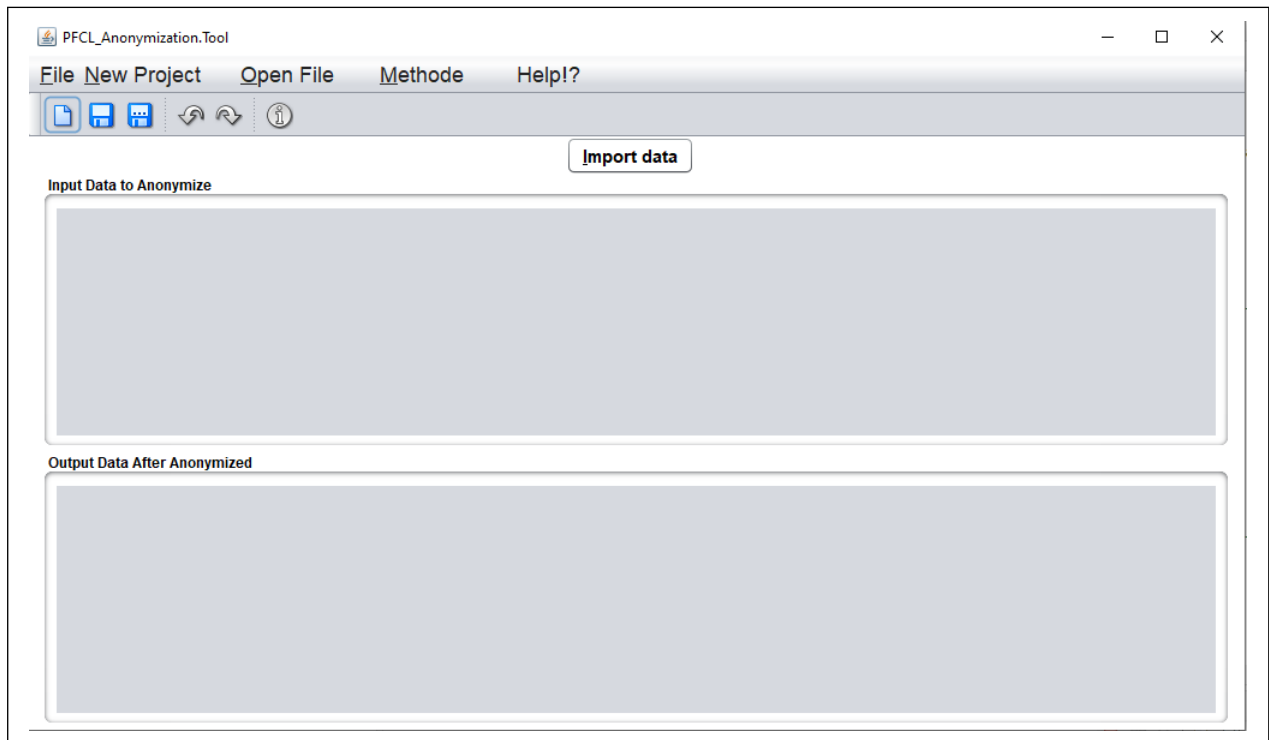 PFCL_Anonymization.Tool
File New Project Open File Methode Help!?
Import data
Input Data to Anonymize
Output Data After Anonymized